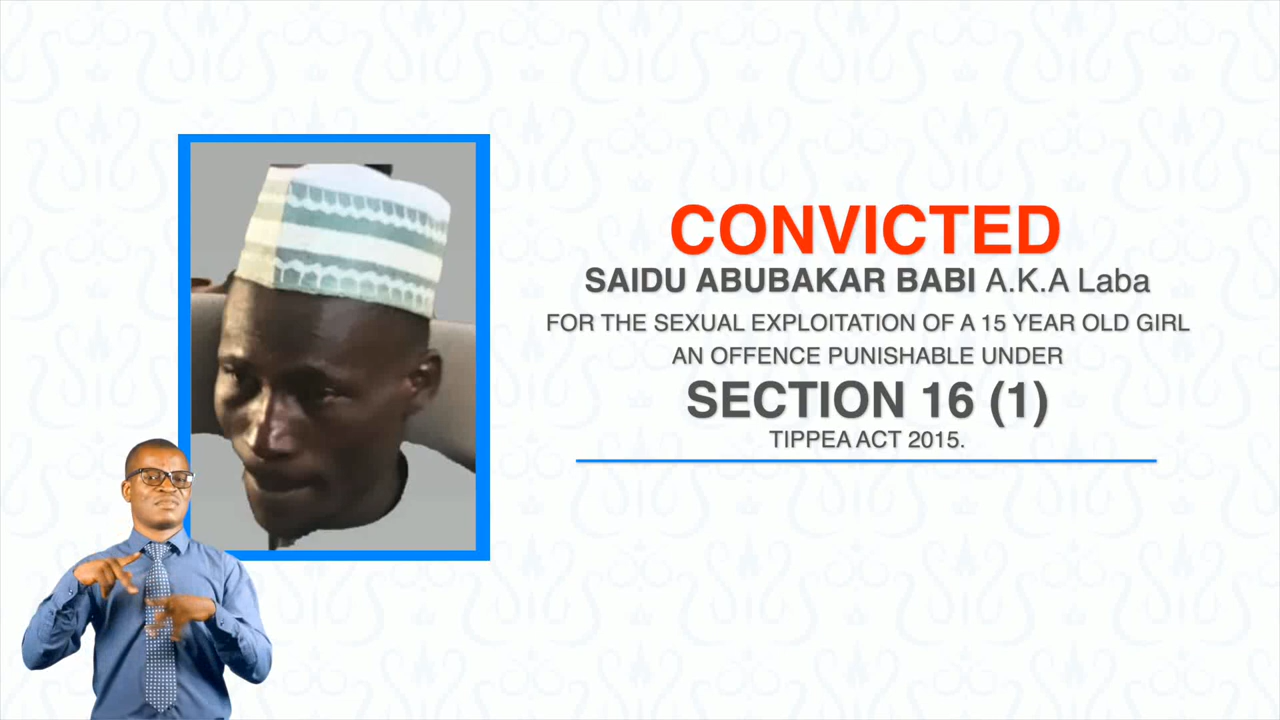 CONVICTED
SAIDU ABUBAKAR BABI A.K.A Laba
FOR THE SEXUAL EXPLOITATION OF A 15 YEAR OLD GIRL
AN OFFENCE PUNISHABLE UNDER
SECTION 16 (1)
TIPPEA ACT 2015.